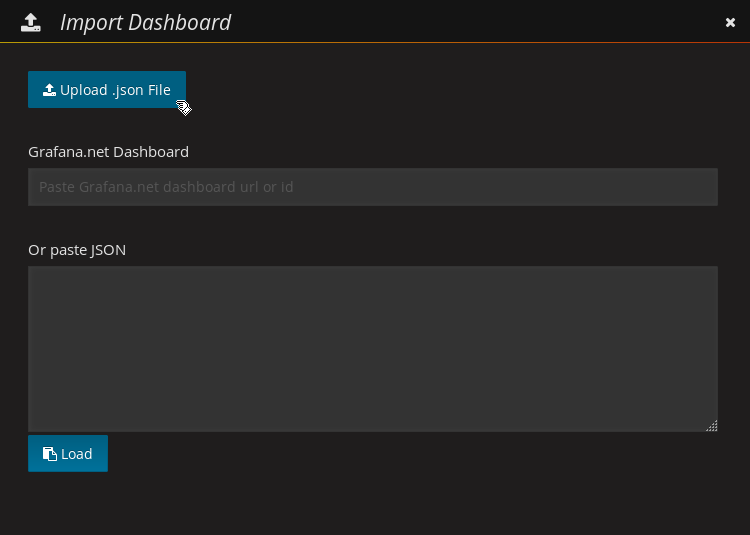 Import Dashboard
Upload .json File
Grafana.net Dashboard
Paste Grafana.net dashboard url or id
Or paste JSON
Load